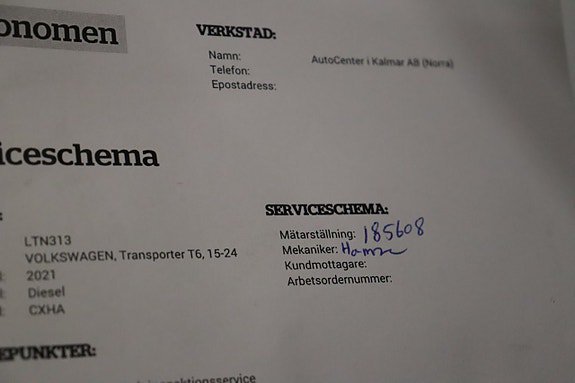 onomen
VERKSTAD:
Namn: AutoCenter i Kalmar AB (Norra)
Telefon:
Epostadress:
iceschema
SERVICESCHEMA:
LTN313
Mätarställning: 185608
VOLKSWAGEN, Transporter T6, 15-24
Mekaniker:
2021
Kundmottagare:
Diesel
Arbetsordernummer:
CXHA
EPUNKTER: